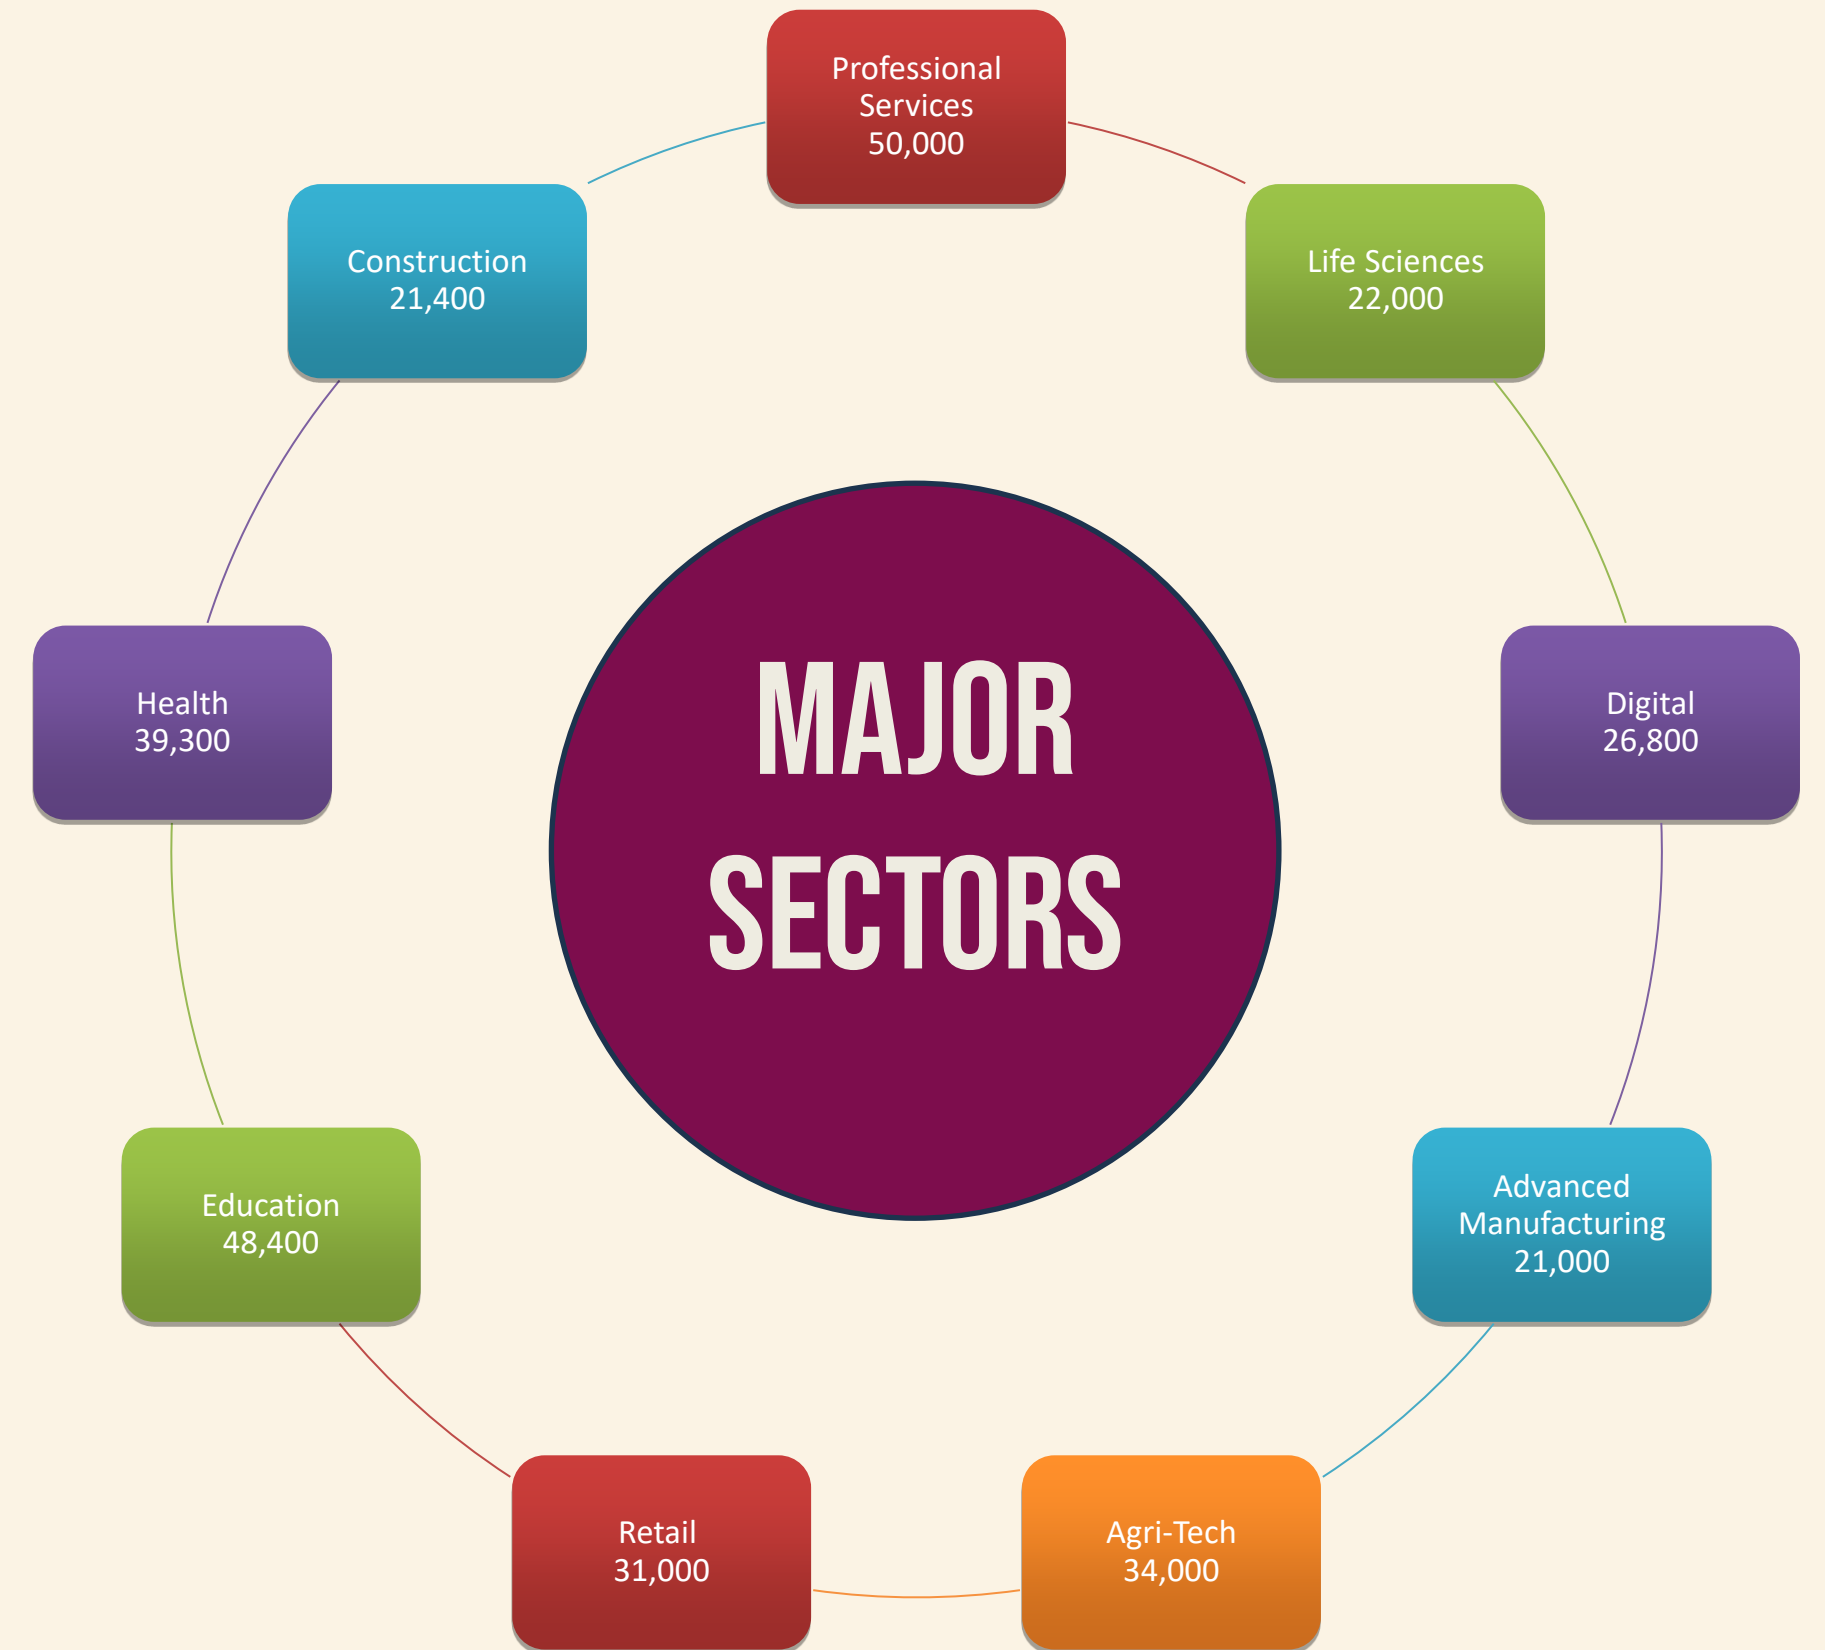 Professional
Services
50,000
Life Sciences
22,000
Digital
26,800
Advanced
Manufacturing
21,000
Agri-Tech
34,000
Retail
31,000
Education
48,400
Health
39,300
Construction
21,400
MAJOR
SECTORS